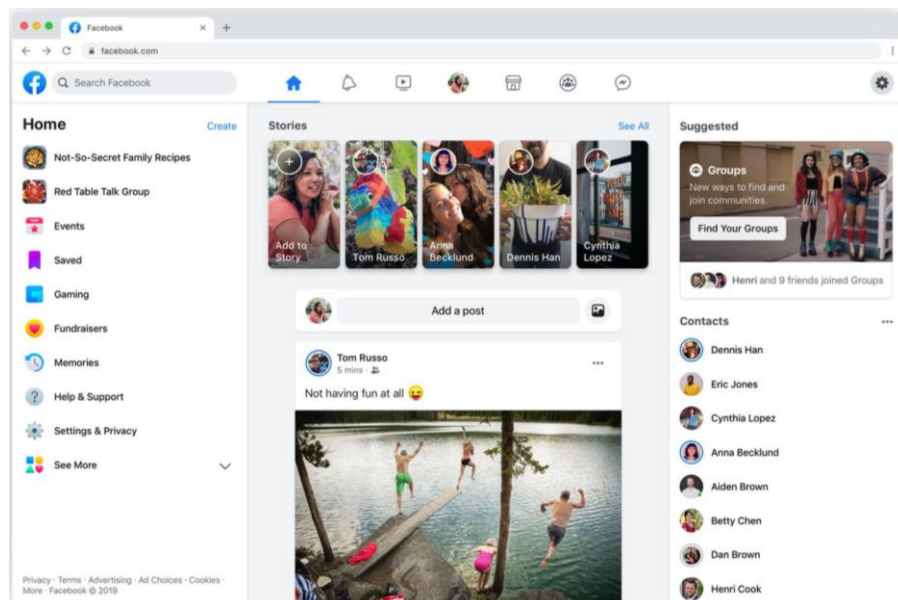 Facebook
facebook.com
Search Facebook
Home
Create
Not-So-Secret Family Recipes
Red Table Talk Group
Events
Saved
Gaming
Fundraisers
Memories
Help & Support
Settings & Privacy
See More
Privacy · Terms · Advertising · Ad Choices · Cookies ·
More · Facebook © 2019
Stories
See All
Add to
Story
Tom Russo
Anna
Becklund
Dennis Han
Cynthia
Lopez
Add a post
Tom Russo
5 mins ·
Not having fun at all 😜
Suggested
Groups
New ways to find and
join communities.
Find Your Groups
Henri and 9 friends joined Groups
Contacts
Dennis Han
Eric Jones
Cynthia Lopez
Anna Becklund
Aiden Brown
Betty Chen
Dan Brown
Henri Cook